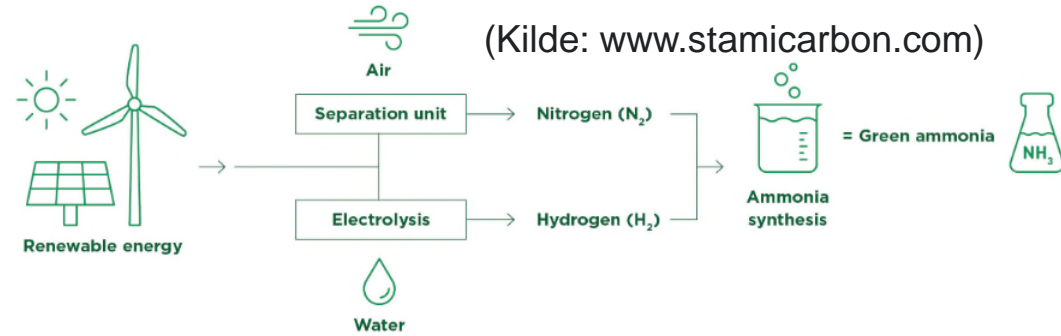 (Kilde: www.stamicarbon.com)
Air
Separation unit
Nitrogen (N₂)
= Green ammonia
NH₃
Ammonia
synthesis
Electrolysis
Hydrogen (H₂)
Renewable energy
Water